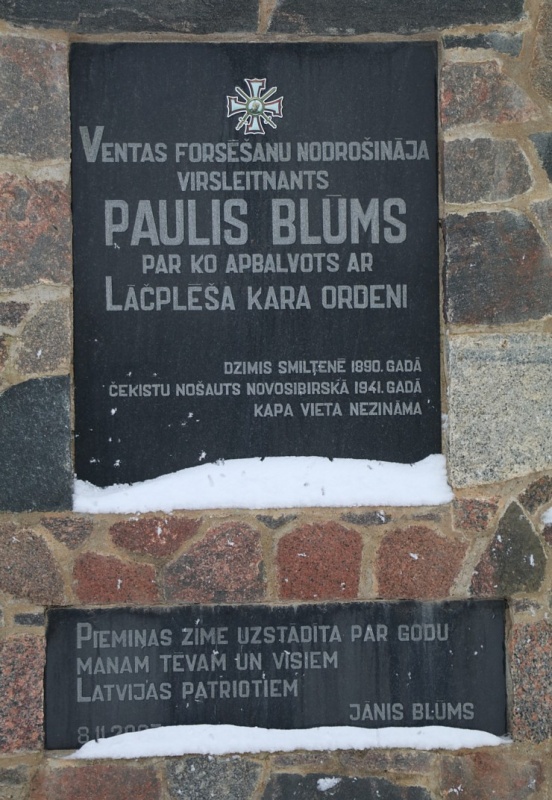 VENTAS FORSĒŠANU NODROŠINĀJA
VIRSLEITNANTS
PAULIS BLŪMS
PAR KO APBALVOTS AR
LĀČPLĒŠA KARA ORDENI
DZIMIS SMILTENĒ 1890. GADĀ
ČEKISTU NOŠAUTS NOVOSIBIRSKĀ 1941. GADĀ
KAPA VIETA NEZINĀMA
PIEMIŅAS ZĪME UZSTĀDĪTA PAR GODU
MANAM TĒVAM UN VISIEM
LATVIJAS PATRIOTIEM
JĀNIS BLŪMS